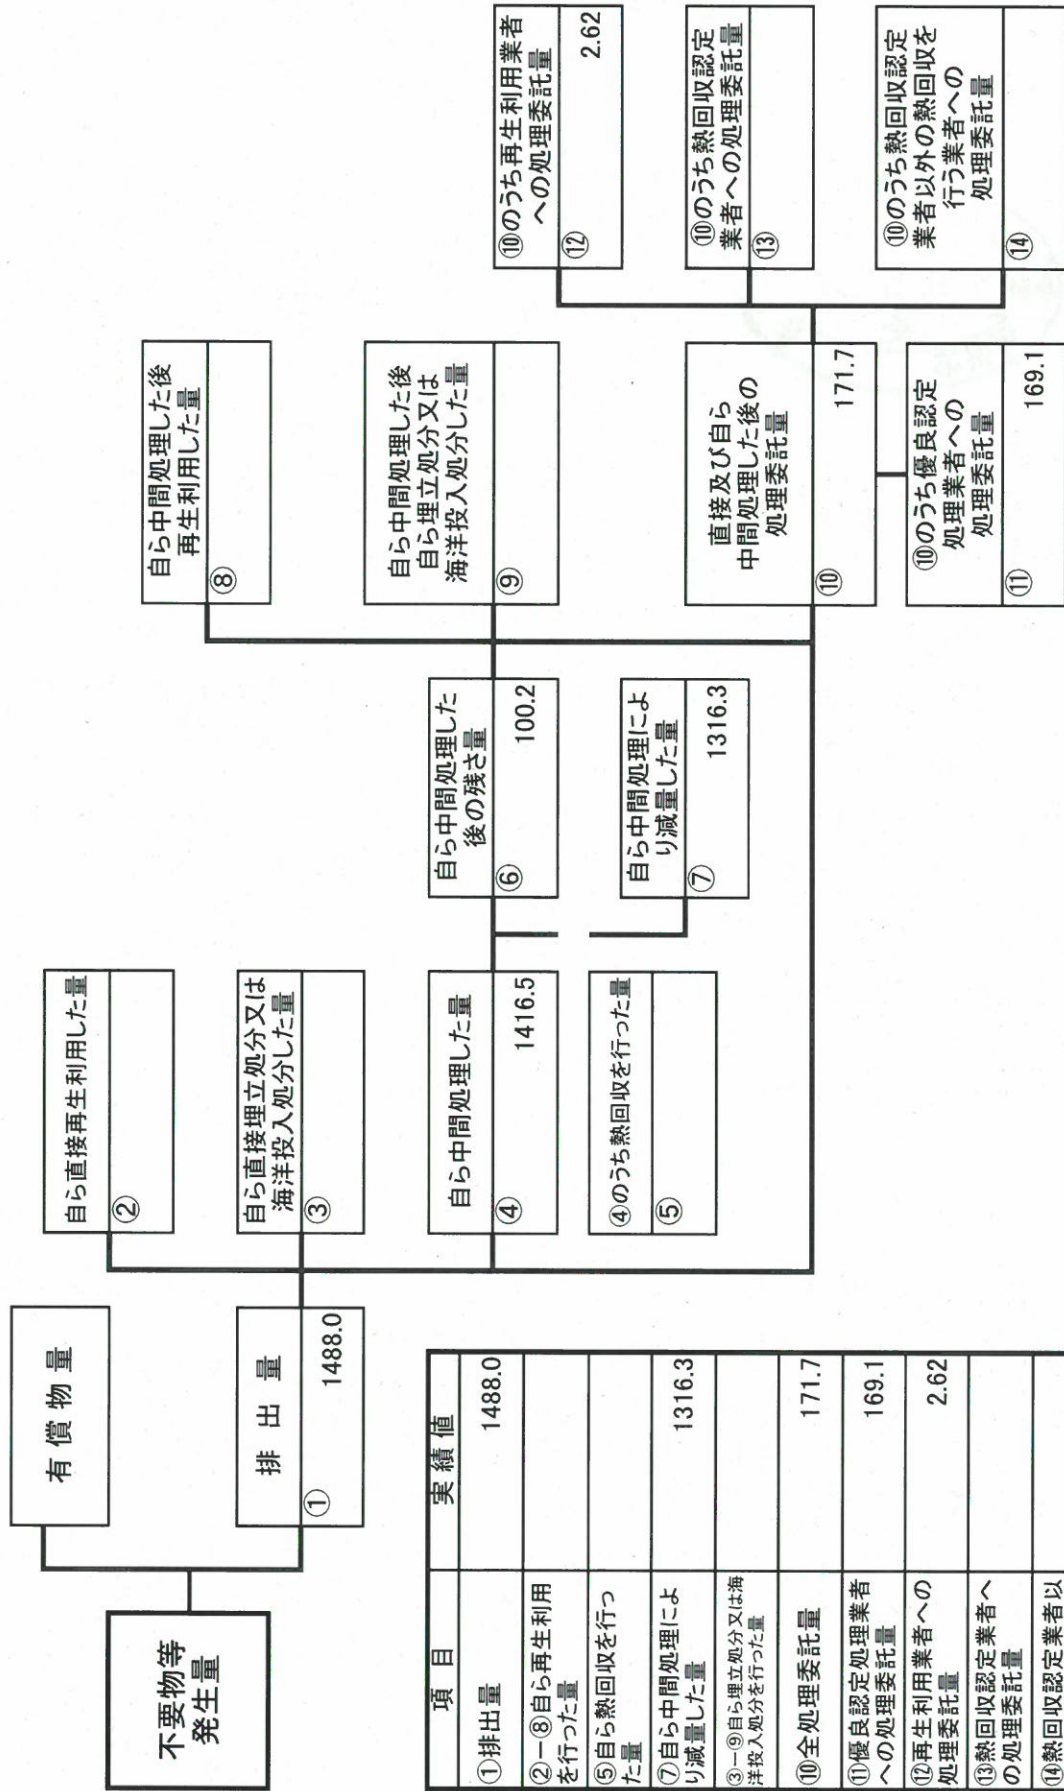 不要物等
発生量
有償物量
排出量
①
1488.0
自ら直接再生利用した量
②
自ら直接埋立処分又は
海洋投入処分した量
③
自ら中間処理した量
④
1416.5
④のうち熱回収を行った量
⑤
自ら中間処理した
後の残さ量
⑥
100.2
自ら中間処理によ
り減量した量
⑦
1316.3
自ら中間処理した後
再生利用した量
⑧
自ら中間処理した後
自ら埋立処分又は
海洋投入処分した量
⑨
直接及び自ら
中間処理した後の
処理委託量
⑩
171.7
⑩のうち優良認定
処理業者への
処理委託量
⑪
169.1
⑩のうち再生利用業者
への処理委託量
⑫
2.62
⑩のうち熱回収認定
業者への処理委託量
⑬
⑩のうち熱回収認定
業者以外の熱回収を
行う業者への
処理委託量
⑭
項目 実績値
①排出量 1488.0
②－⑧自ら再生利用
を行った量
⑤自ら熱回収を行っ
た量
⑦自ら中間処理によ
り減量した量 1316.3
③－⑨自ら埋立処分又は海
洋投入処分を行った量
⑩全処理委託量 171.7
⑪優良認定処理業者
への処理委託量 169.1
⑫再生利用業者への
処理委託量 2.62
⑬熱回収認定業者へ
の処理委託量
⑭熱回収認定業者以